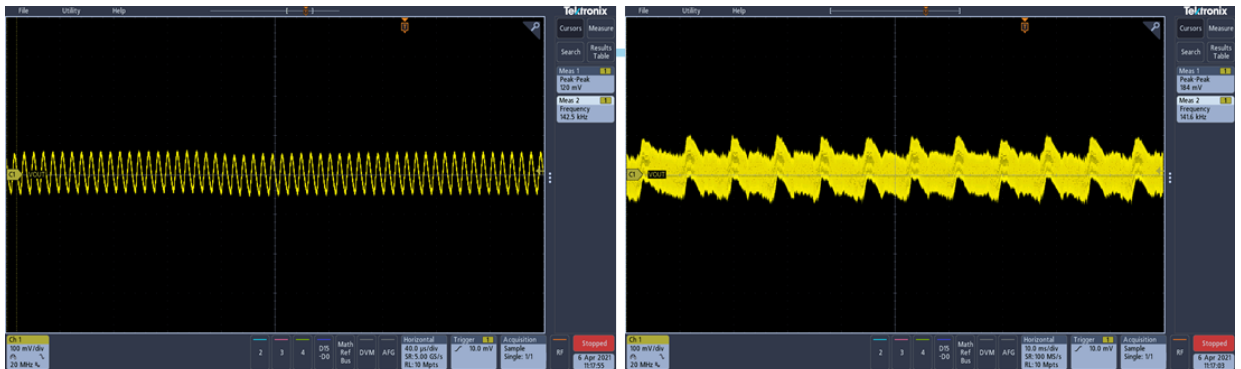 File Utility Help Tektronix
Cursors Measure
Search Results Table
Meas 1 1
Peak-Peak
120 mV
Meas 2 1
Frequency
142.5 kHz
C1 VOUT
Ch 1
100 mV/div
20 MHz
2 3 4 D15 -D0 Math Ref Bus DVM AFG
Horizontal
40.0 µs/div
SR: 5.00 GS/s
RL: 10 Mpts
Trigger 1
10.0 mV
Acquisition
Sample
Single: 1/1
RF
Stopped
6 Apr 2021
11:17:55
File Utility Help Tektronix
Cursors Measure
Search Results Table
Meas 1 1
Peak-Peak
184 mV
Meas 2 1
Frequency
141.6 kHz
C1 VOUT
Ch 1
100 mV/div
20 MHz
2 3 4 D15 -D0 Math Ref Bus DVM AFG
Horizontal
10.0 ms/div
SR: 100 MS/s
RL: 10 Mpts
Trigger 1
10.0 mV
Acquisition
Sample
Single: 1/1
RF
Stopped
6 Apr 2021
11:17:03